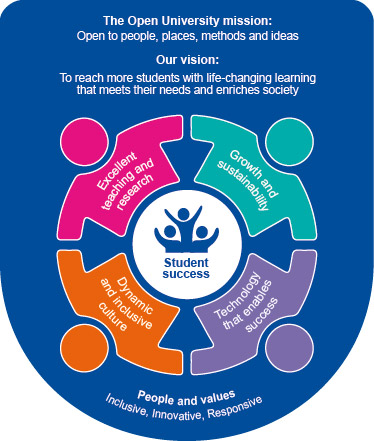 The Open University mission:
Open to people, places, methods and ideas
Our vision:
To reach more students with life-changing learning
that meets their needs and enriches society
Excellent
teaching and
research
Growth and
sustainability
Student
success
Dynamic
and inclusive
culture
Technology
that enables
success
People and values
Inclusive, Innovative, Responsive